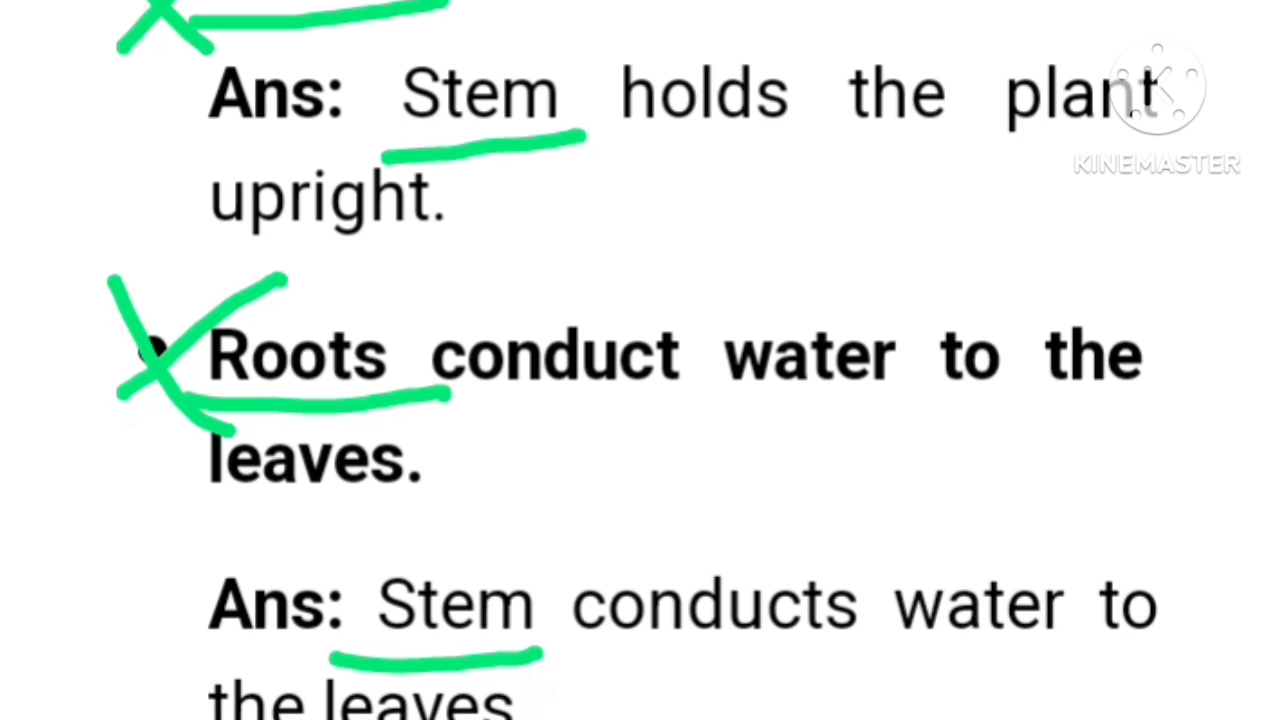 Ans: Stem holds the plant
KINEMASTER
upright.
Roots conduct water to the
leaves.
Ans: Stem conducts water to
the leaves